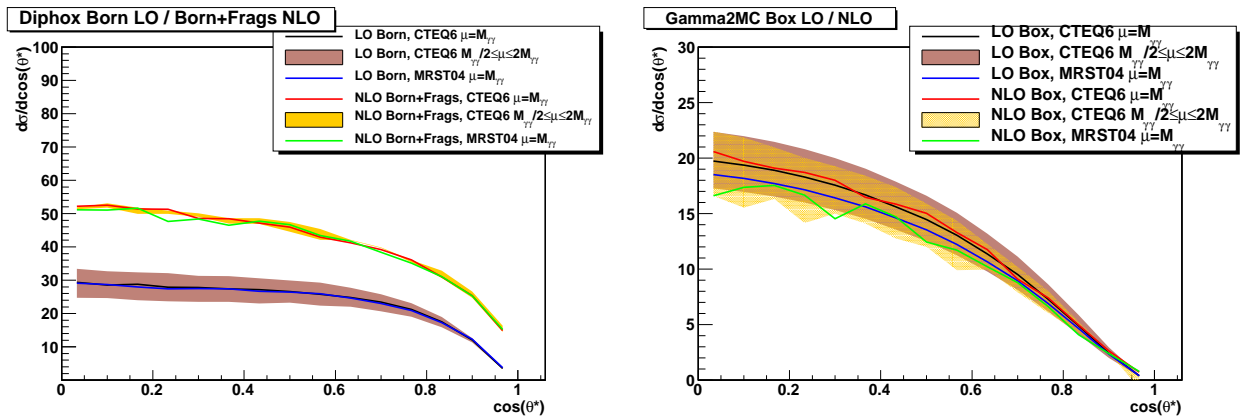 Diphox Born LO / Born+Frags NLO
dσ/dcos(θ*)
100
90
80
70
60
50
40
30
20
10
0
0.2
0.4
0.6
0.8
1
cos(θ*)
LO Born, CTEQ6 μ=Mγγ
LO Born, CTEQ6 Mγγ/2≤μ≤2Mγγ
LO Born, MRST04 μ=Mγγ
NLO Born+Frags, CTEQ6 μ=Mγγ
NLO Born+Frags, CTEQ6 Mγγ/2≤μ≤2Mγγ
NLO Born+Frags, MRST04 μ=Mγγ
Gamma2MC Box LO / NLO
dσ/dcos(θ*)
30
25
20
15
10
5
0
0
0.2
0.4
0.6
0.8
1
cos(θ*)
LO Box, CTEQ6 μ=Mγγ
LO Box, CTEQ6 Mγγ/2≤μ≤2Mγγ
LO Box, MRST04 μ=Mγγ
NLO Box, CTEQ6 μ=Mγγ
NLO Box, CTEQ6 Mγγ/2≤μ≤2Mγγ
NLO Box, MRST04 μ=Mγγ